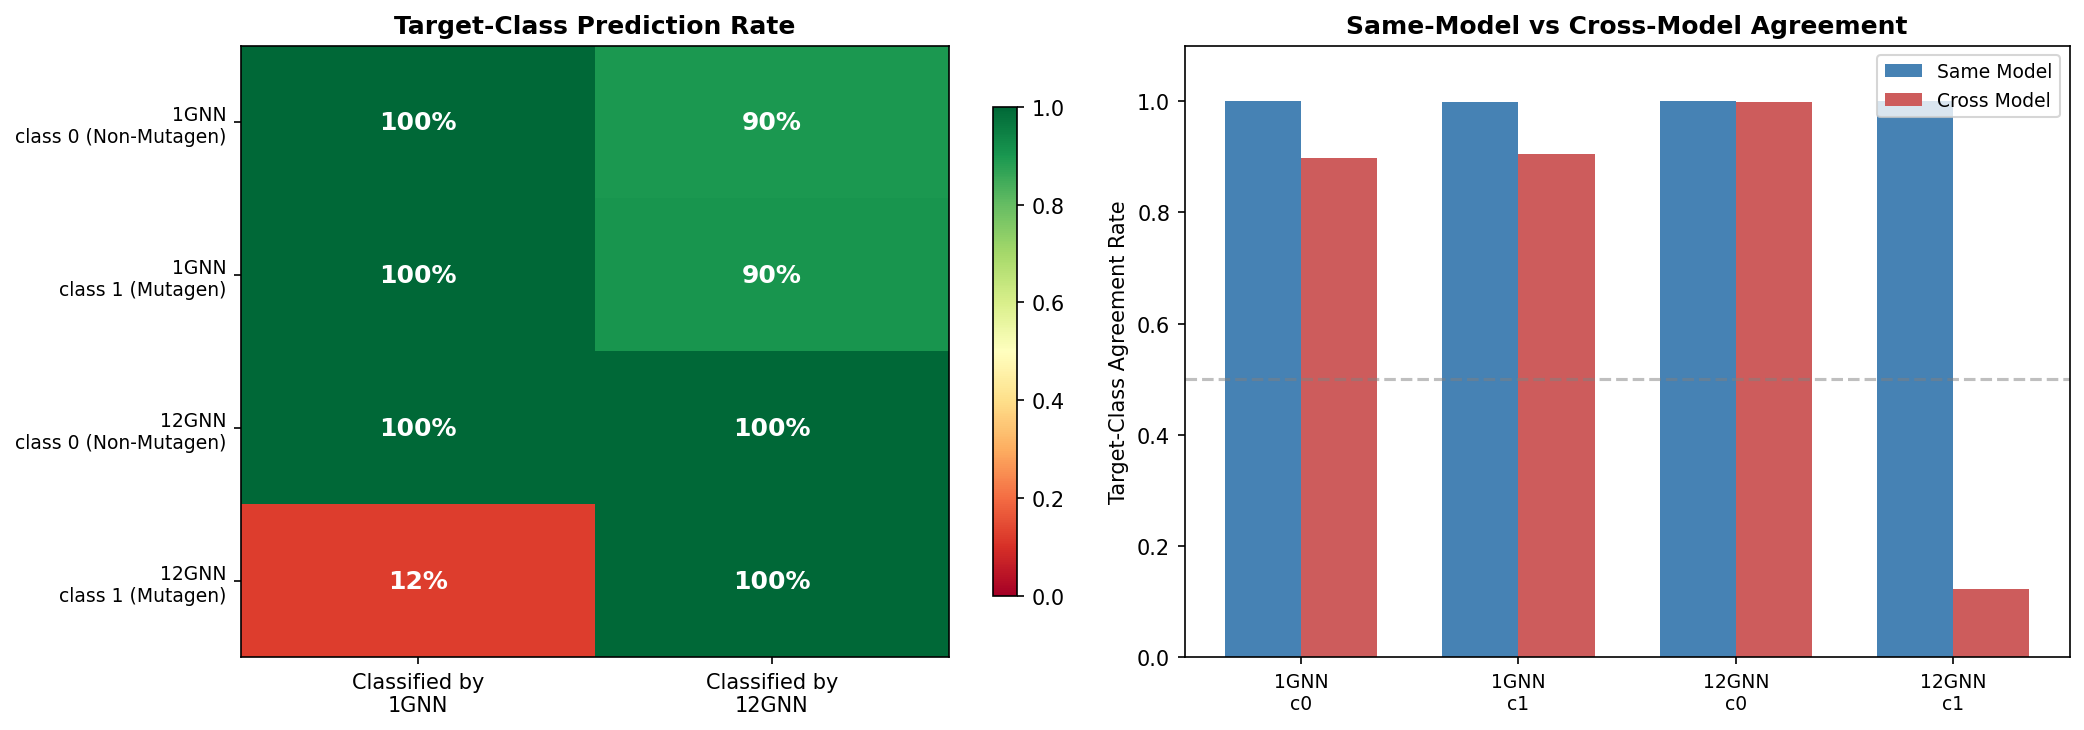 Target-Class Prediction Rate
1GNN
class 0 (Non-Mutagen)
1GNN
class 1 (Mutagen)
12GNN
class 0 (Non-Mutagen)
12GNN
class 1 (Mutagen)
100%
90%
100%
90%
100%
100%
12%
100%
Classified by
1GNN
Classified by
12GNN
1.0
0.8
0.6
0.4
0.2
0.0
Same-Model vs Cross-Model Agreement
Target-Class Agreement Rate
1.0
0.8
0.6
0.4
0.2
0.0
Same Model
Cross Model
1GNN
c0
1GNN
c1
12GNN
c0
12GNN
c1